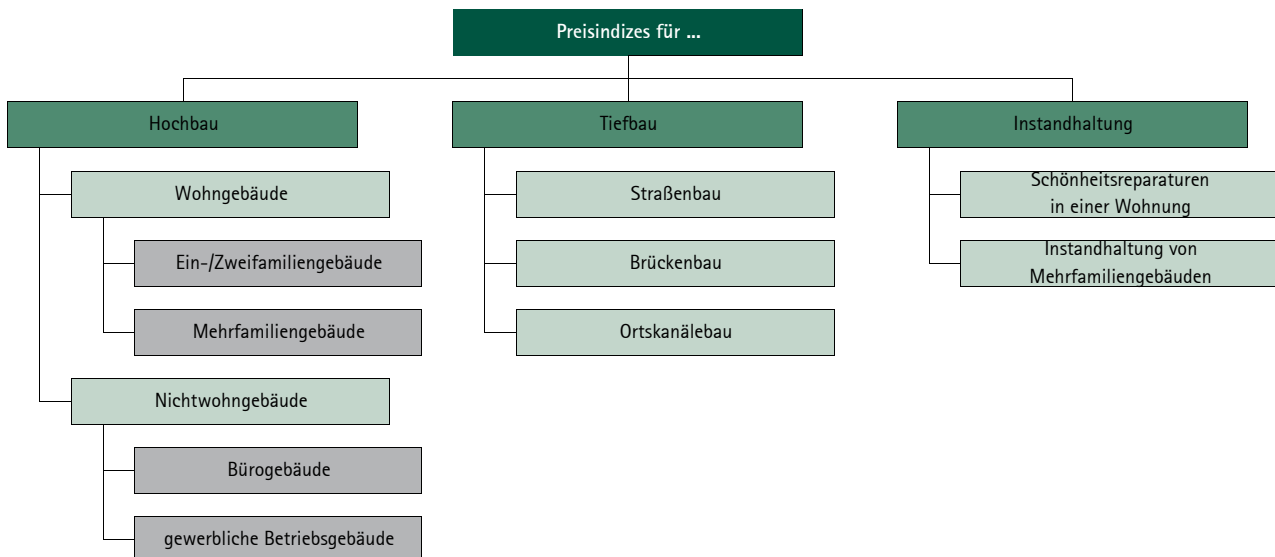 Preisindizes für ...
Hochbau
Wohngebäude
Ein-/Zweifamiliengebäude
Mehrfamiliengebäude
Nichtwohngebäude
Bürogebäude
gewerbliche Betriebsgebäude
Tiefbau
Straßenbau
Brückenbau
Ortskanälebau
Instandhaltung
Schönheitsreparaturen
in einer Wohnung
Instandhaltung von
Mehrfamiliengebäuden